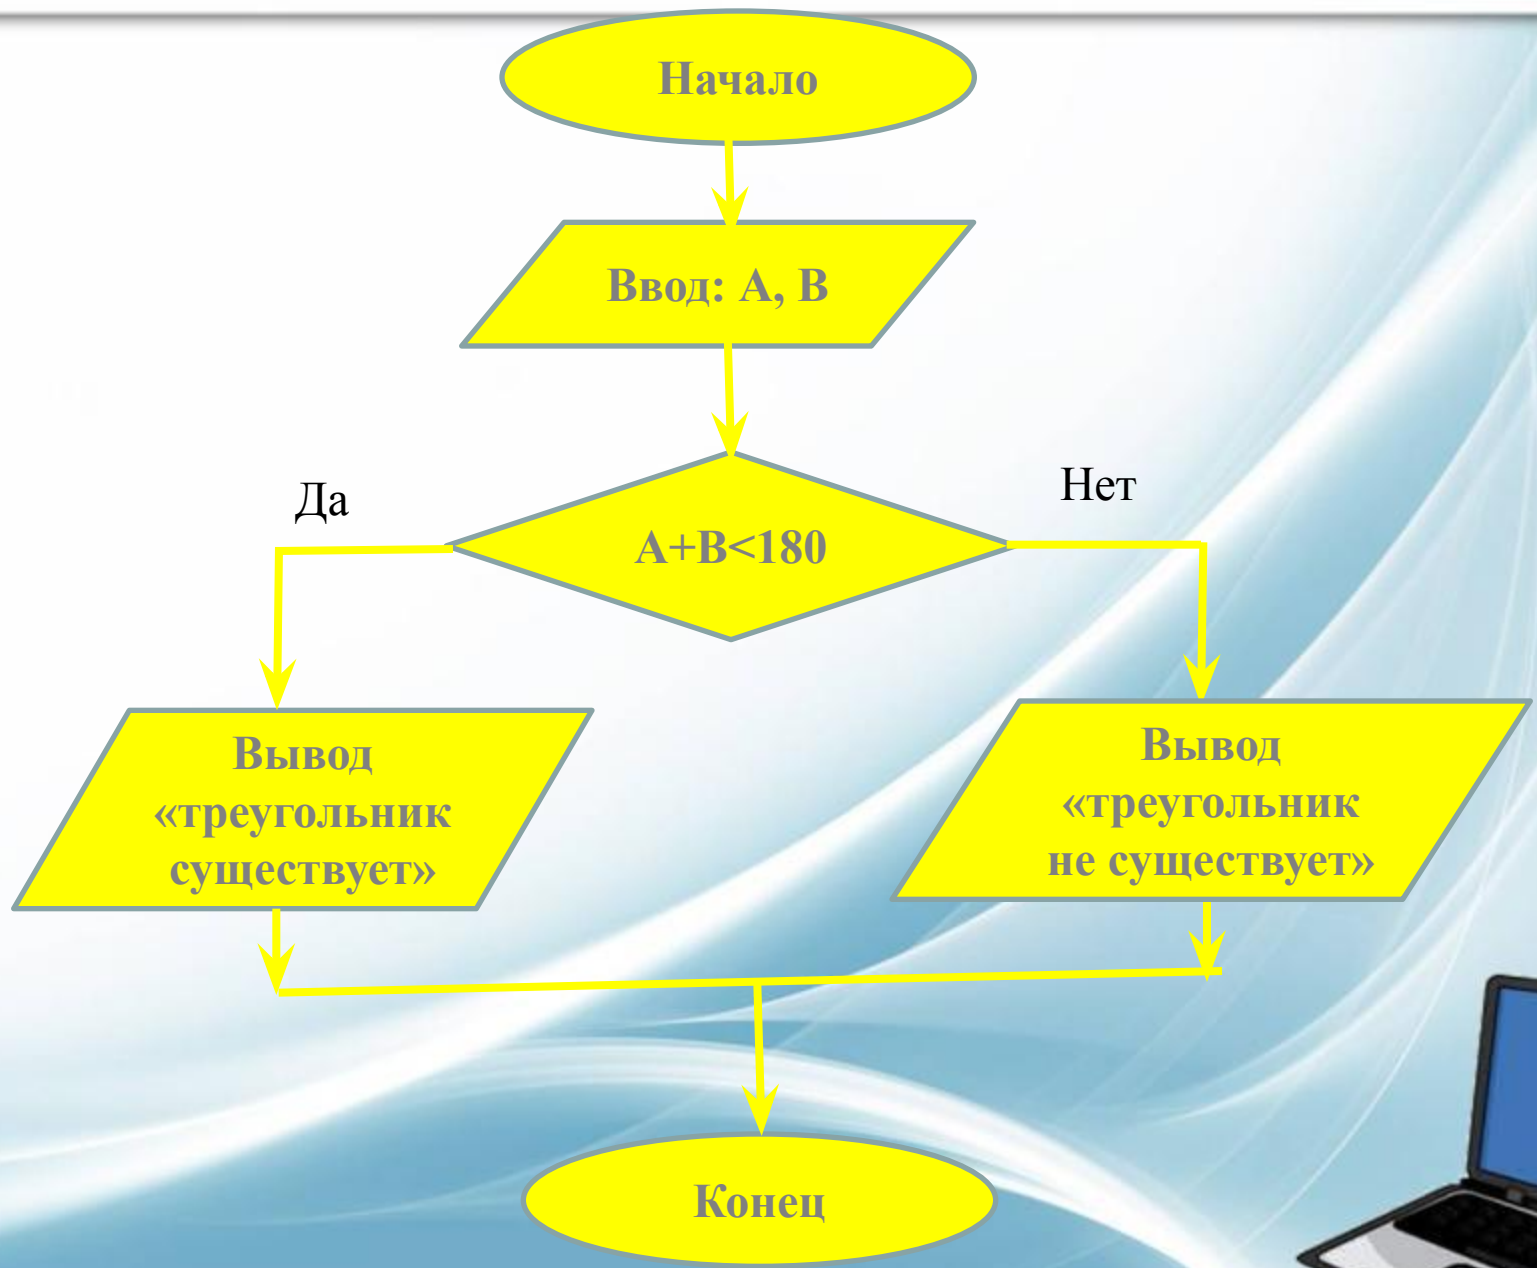 Начало
Ввод: А, В
Да
Нет
А+В<180
Вывод
«треугольник
существует»
Вывод
«треугольник
не существует»
Конец